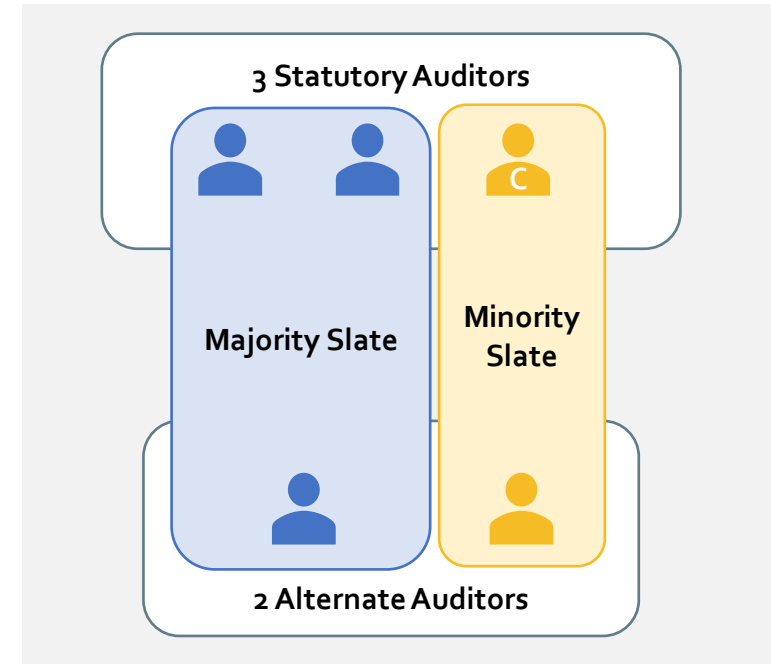 3 Statutory Auditors
C
Majority Slate
Minority
Slate
2 Alternate Auditors